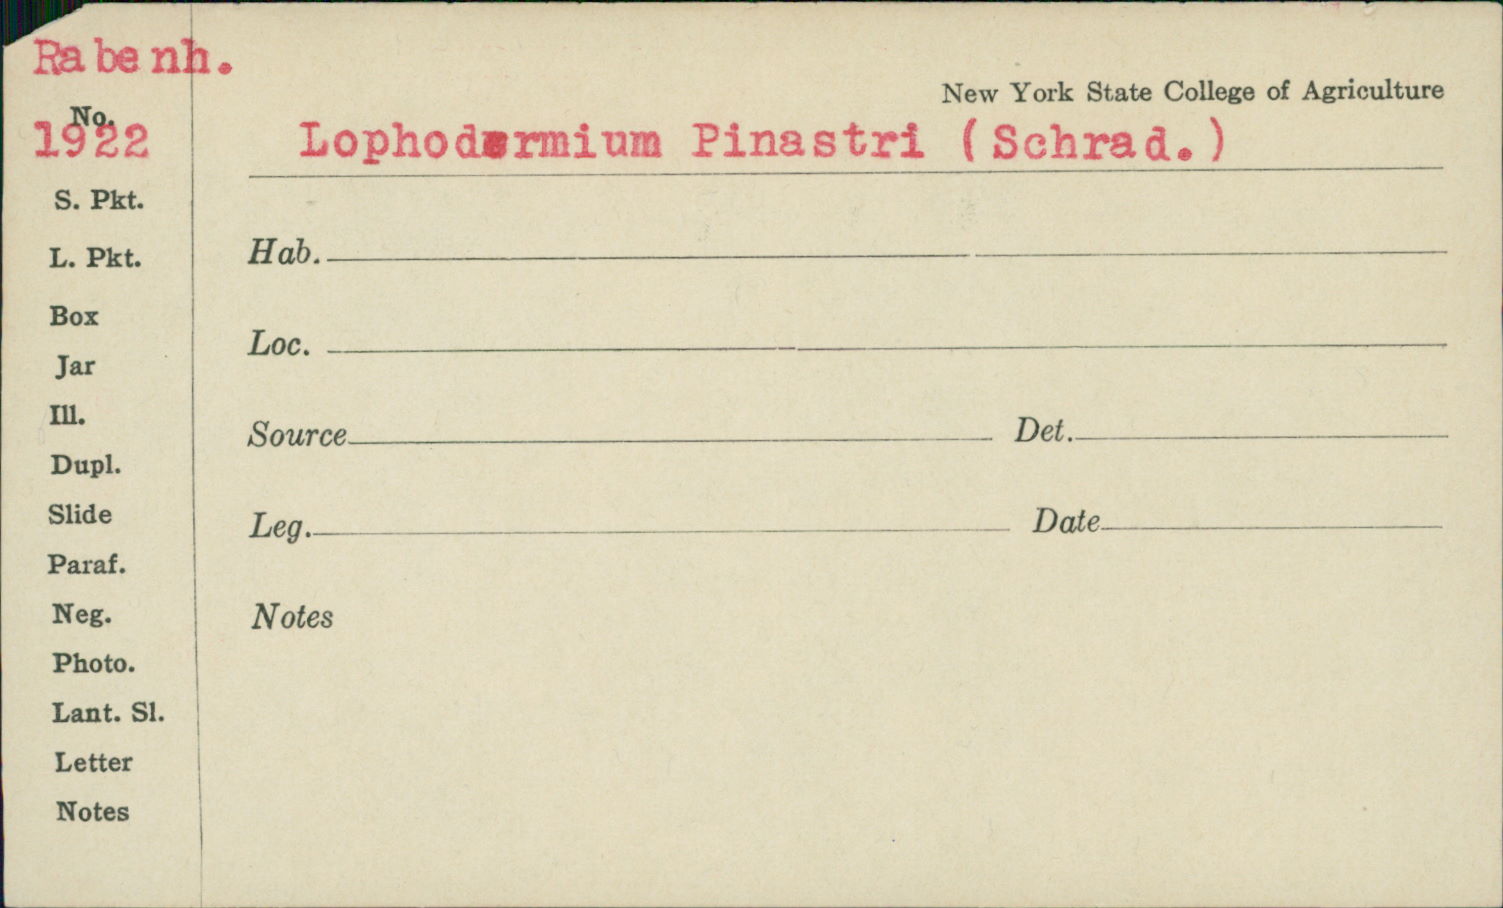 Rabenh.
New York State College of Agriculture
No.
1922
Lophodermium Pinastri (Schrad.)
S. Pkt.
L. Pkt.
Box
Jar
Ill.
Dupl.
Slide
Paraf.
Neg.
Photo.
Lant. Sl.
Letter
Notes
Hab.
Loc.
Source Det.
Leg. Date
Notes